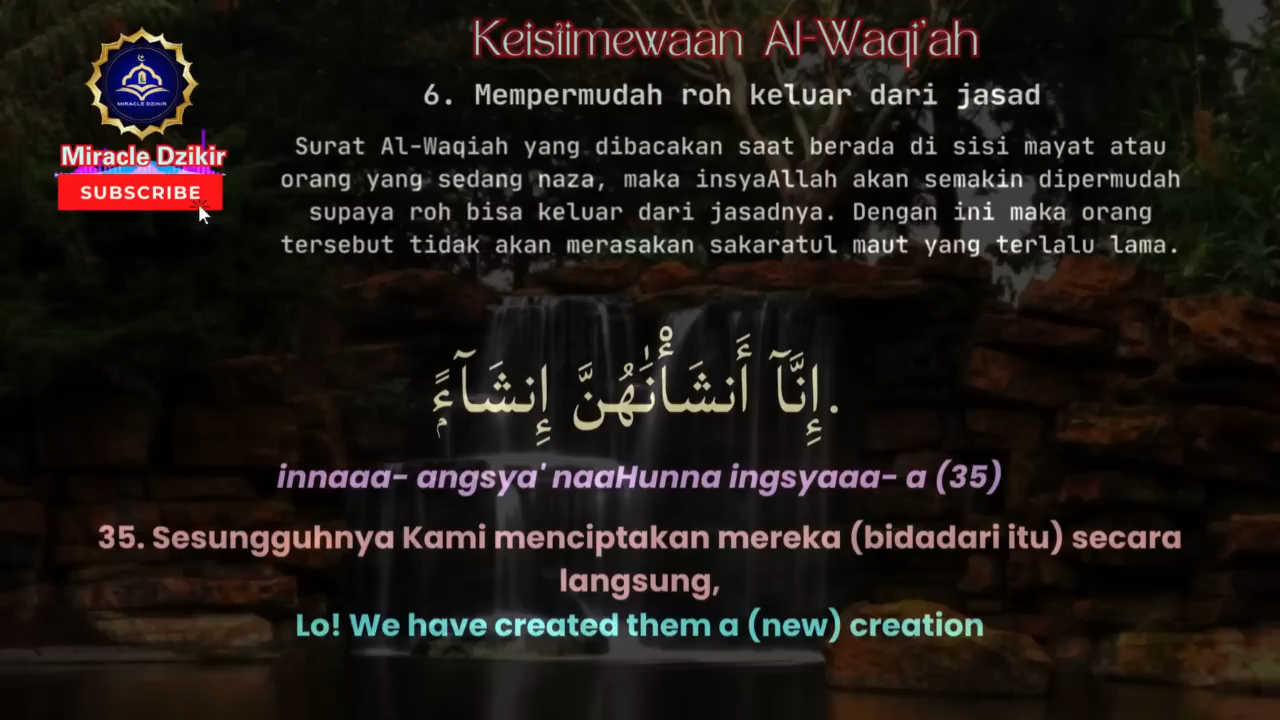 Keistimewaan Al-Waqi'ah
6. Mempermudah roh keluar dari jasad
MIRACLE DZIKIR
Miracle Dzikir
SUBSCRIBE
Surat Al-Waqiah yang dibacakan saat berada di sisi mayat atau
orang yang sedang naza, maka insyaAllah akan semakin dipermudah
supaya roh bisa keluar dari jasadnya. Dengan ini maka orang
tersebut tidak akan merasakan sakaratul maut yang terlalu lama.
إِنَّآ أَنشَأْنَٰهُنَّ إِنشَآءًۭ.
innaaa- angsya' naaHunna ingsyaaa- a (35)
35. Sesungguhnya Kami menciptakan mereka (bidadari itu) secara
langsung,
Lo! We have created them a (new) creation